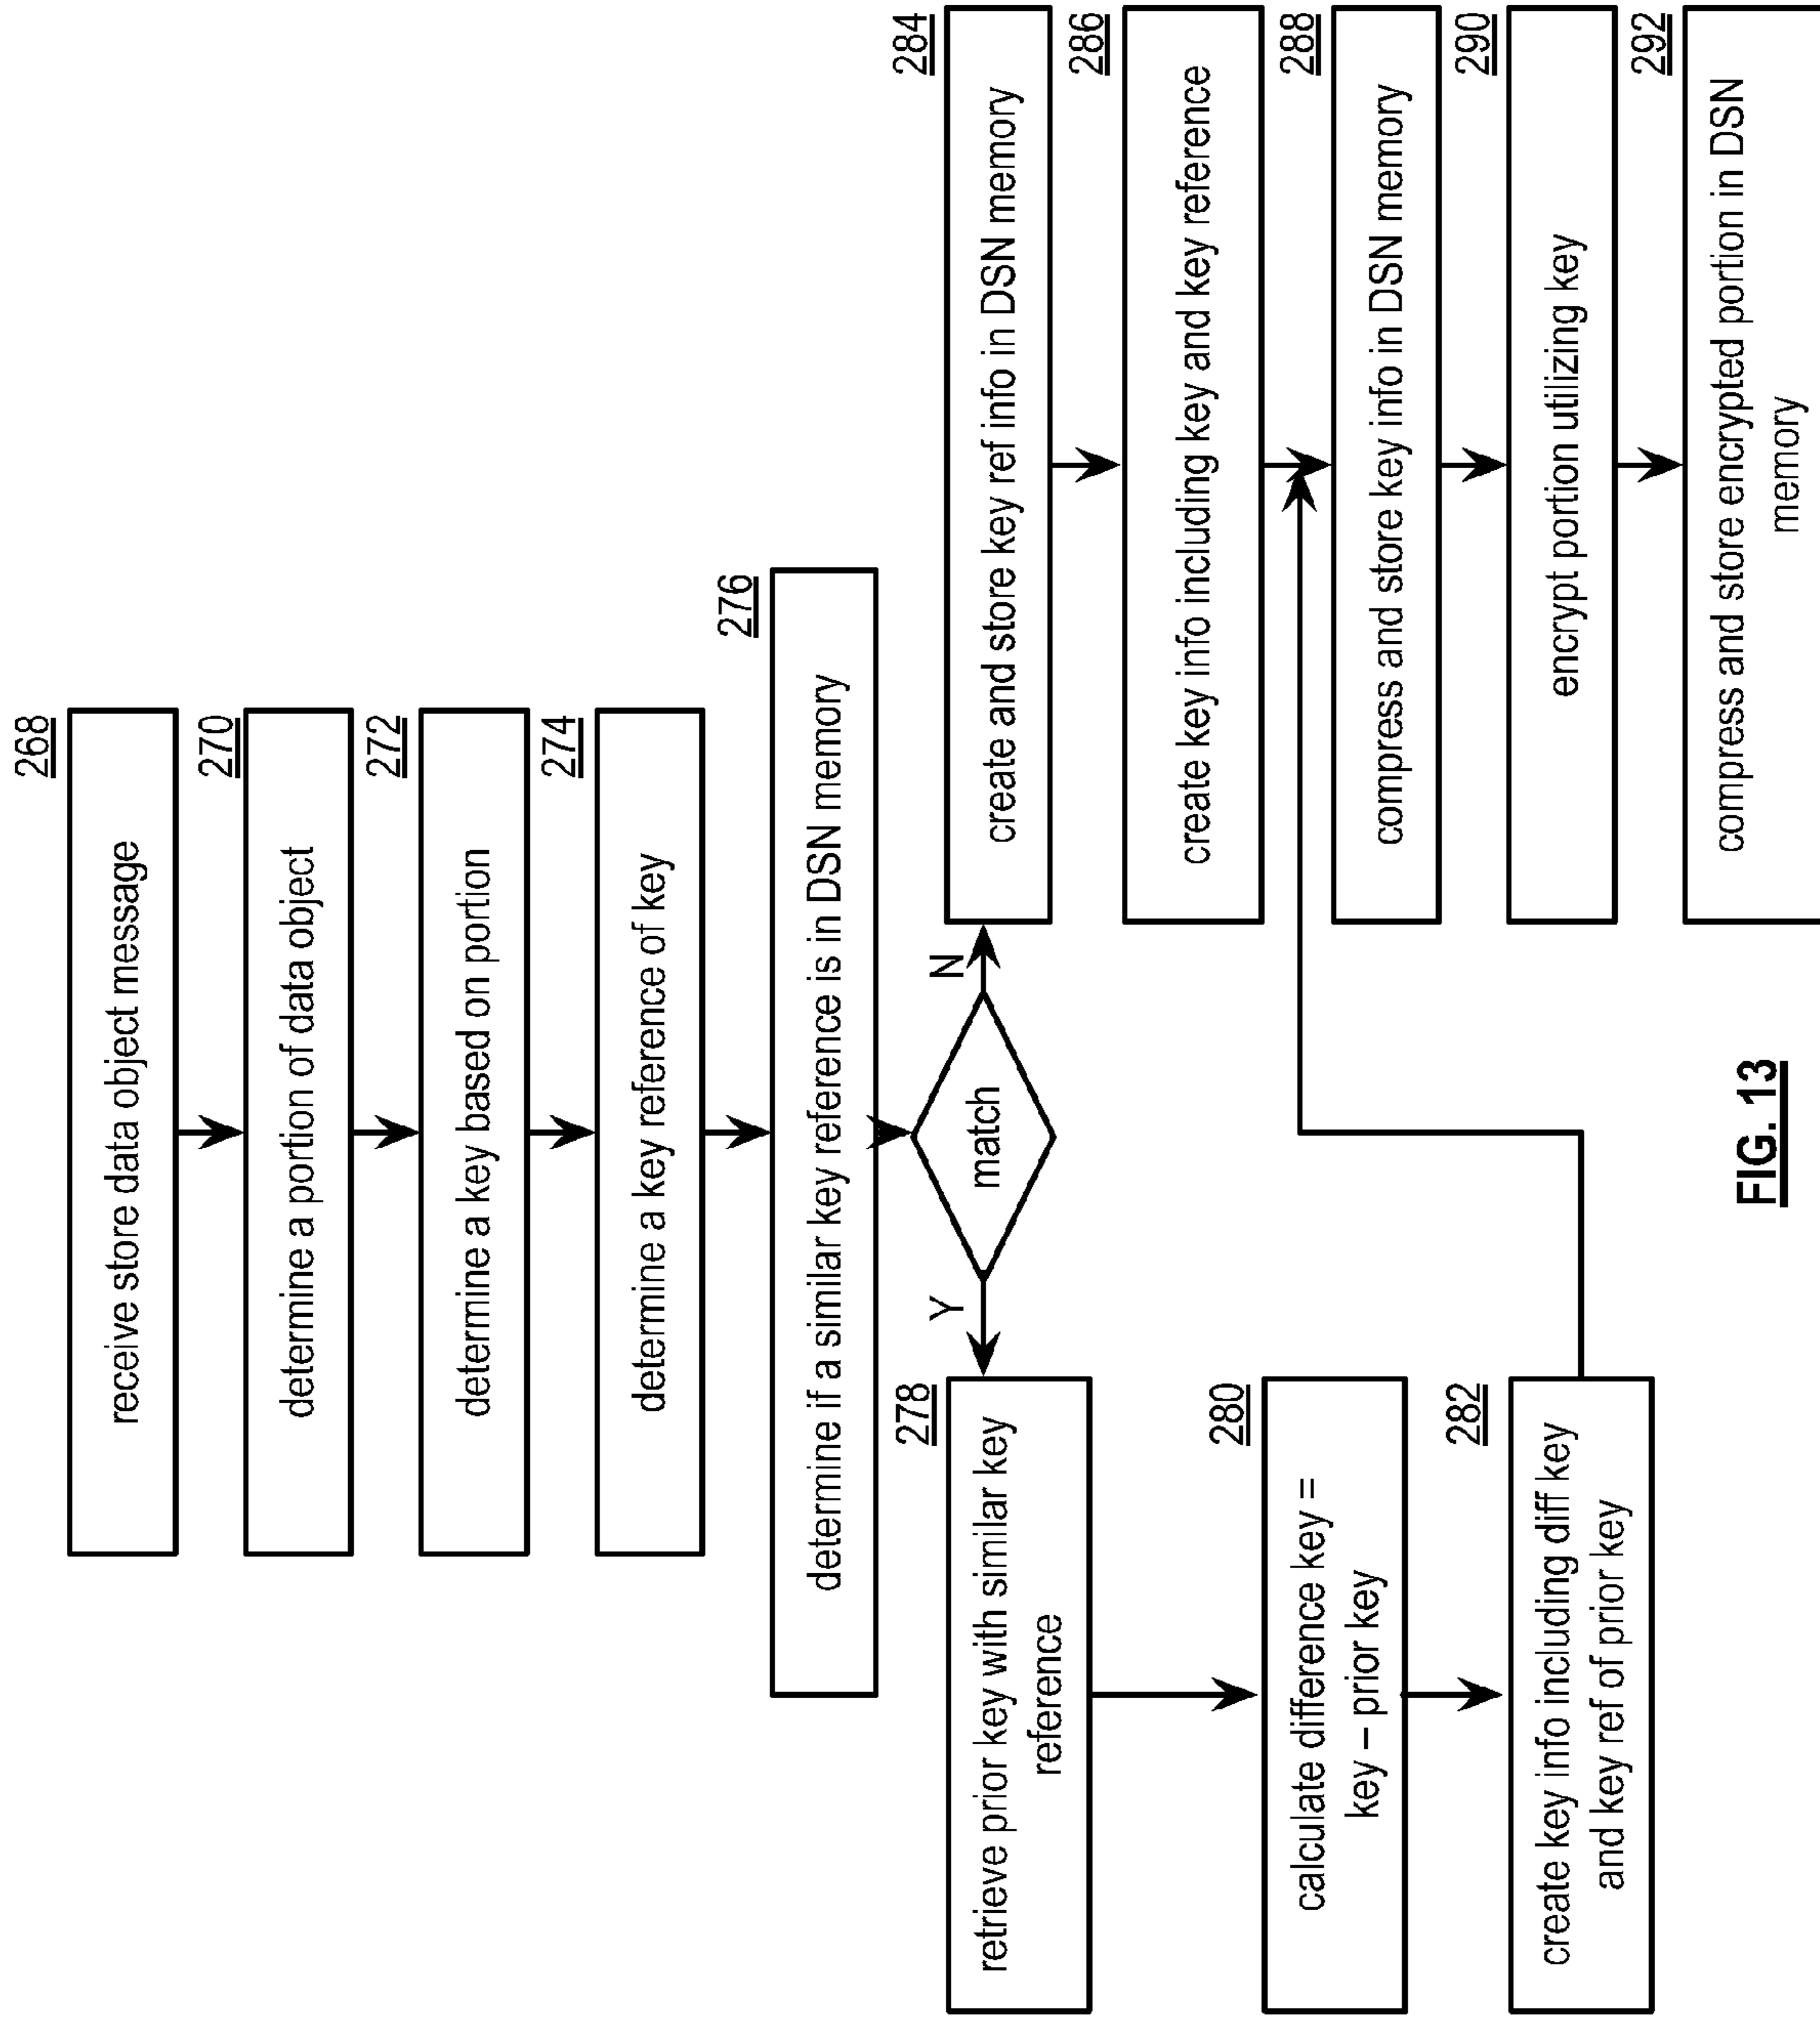 268
receive store data object message
270
determine a portion of data object
272
determine a key based on portion
274
determine a key reference of key
276
determine if a similar key reference is in DSN memory
match
Y
N
278
retrieve prior key with similar key
reference
280
calculate difference key =
key – prior key
282
create key info including diff key
and key ref of prior key
284
create and store key ref info in DSN memory
286
create key info including key and key reference
288
compress and store key info in DSN memory
290
encrypt portion utilizing key
292
compress and store encrypted portion in DSN
memory
FIG. 13